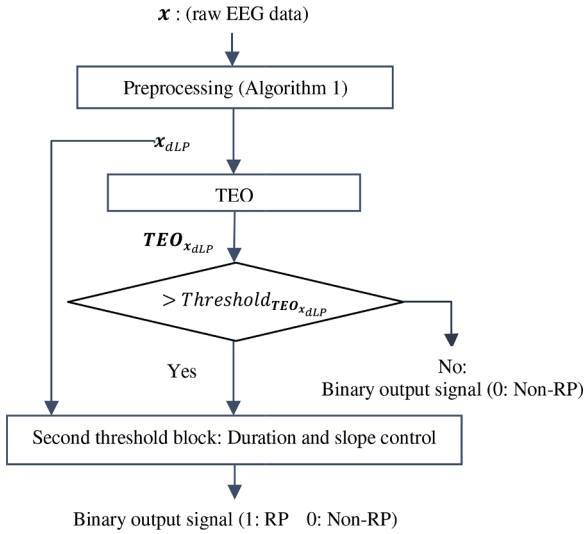 x : (raw EEG data)
Preprocessing (Algorithm 1)
x_dLP
TEO
TEO_x_dLP
> Threshold_TEO_x_dLP
Yes
No:
Binary output signal (0: Non-RP)
Second threshold block: Duration and slope control
Binary output signal (1: RP 0: Non-RP)